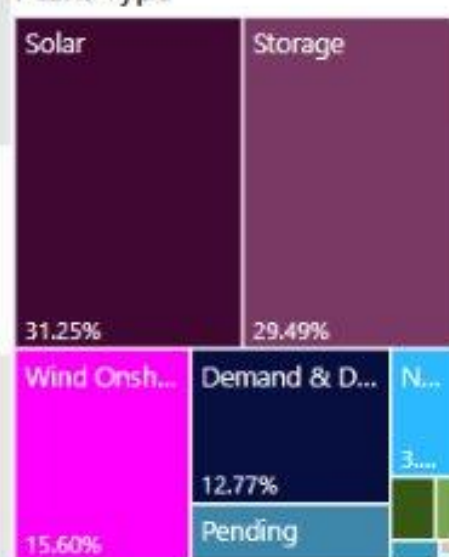 Solar
Storage
31.25%
29.49%
Wind Onsh...
Demand & D...
N...
3....
12.77%
Pending
15.60%